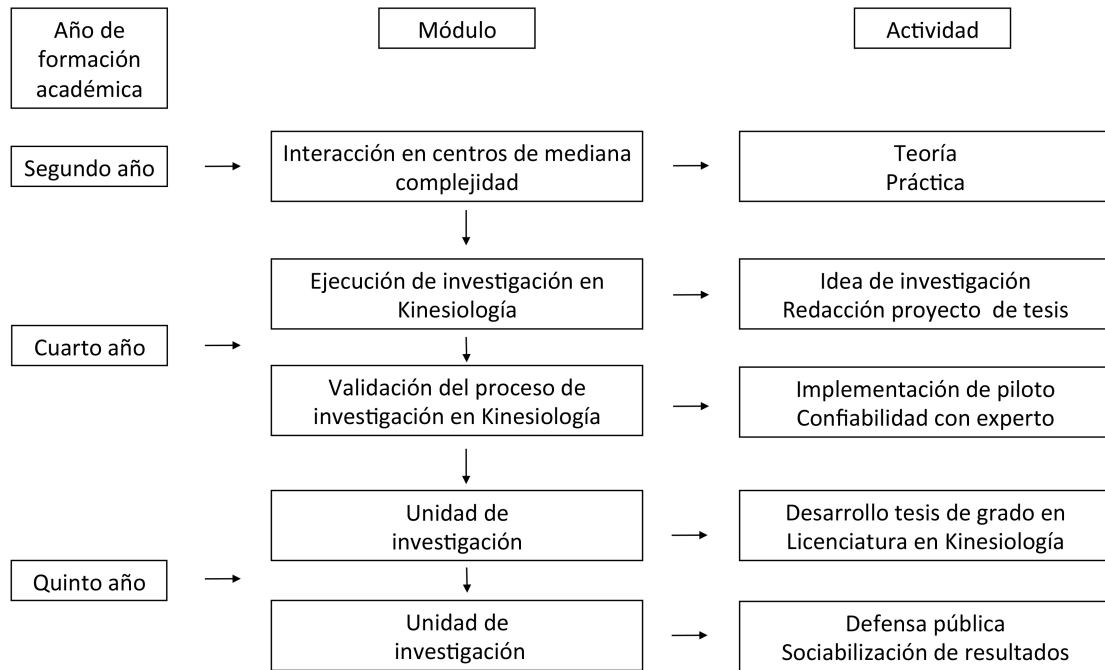 Año de
formación
académica
Módulo
Actividad
Segundo año
Interacción en centros de mediana
complejidad
Teoría
Práctica
Ejecución de investigación en
Kinesiología
Idea de investigación
Redacción proyecto  de tesis
Cuarto año
Validación del proceso de
investigación en Kinesiología
Implementación de piloto
Confiabilidad con experto
Unidad de
investigación
Desarrollo tesis de grado en
Licenciatura en Kinesiología
Quinto año
Unidad de
investigación
Defensa pública
Sociabilización de resultados